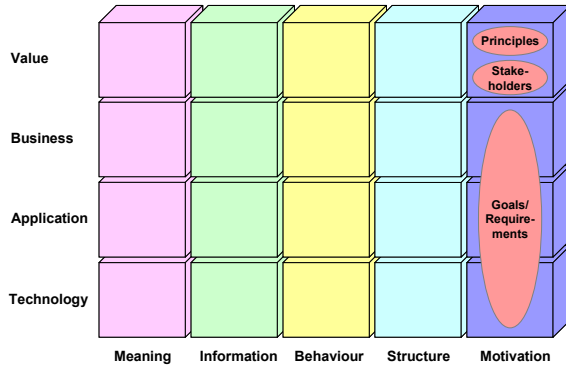 Value
Principles
Stake-
holders
Business
Application
Goals/
Require-
ments
Technology
Meaning Information Behaviour Structure Motivation